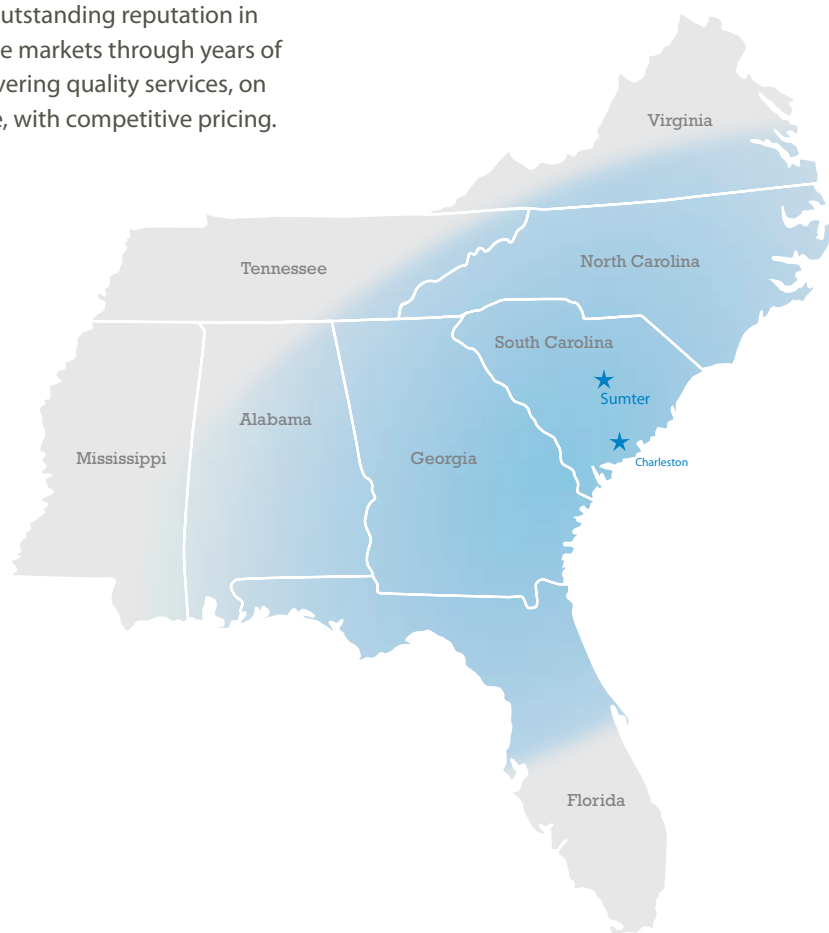 utstanding reputation in
e markets through years of
vering quality services, on
, with competitive pricing.
Virginia
Tennessee
North Carolina
South Carolina
Sumter
Alabama
Mississippi
Georgia
Charleston
Florida